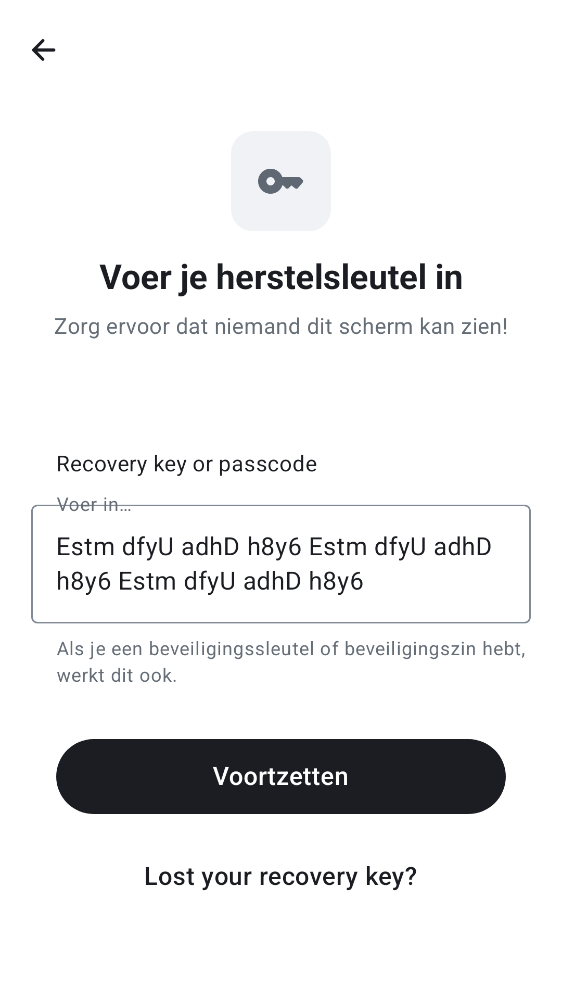 Voer je herstelsleutel in
Zorg ervoor dat niemand dit scherm kan zien!
Recovery key or passcode
Voer in…
Estm dfyU adhD h8y6 Estm dfyU adhD
h8y6 Estm dfyU adhD h8y6
Als je een beveiligingssleutel of beveiligingszin hebt,
werkt dit ook.
Voortzetten
Lost your recovery key?